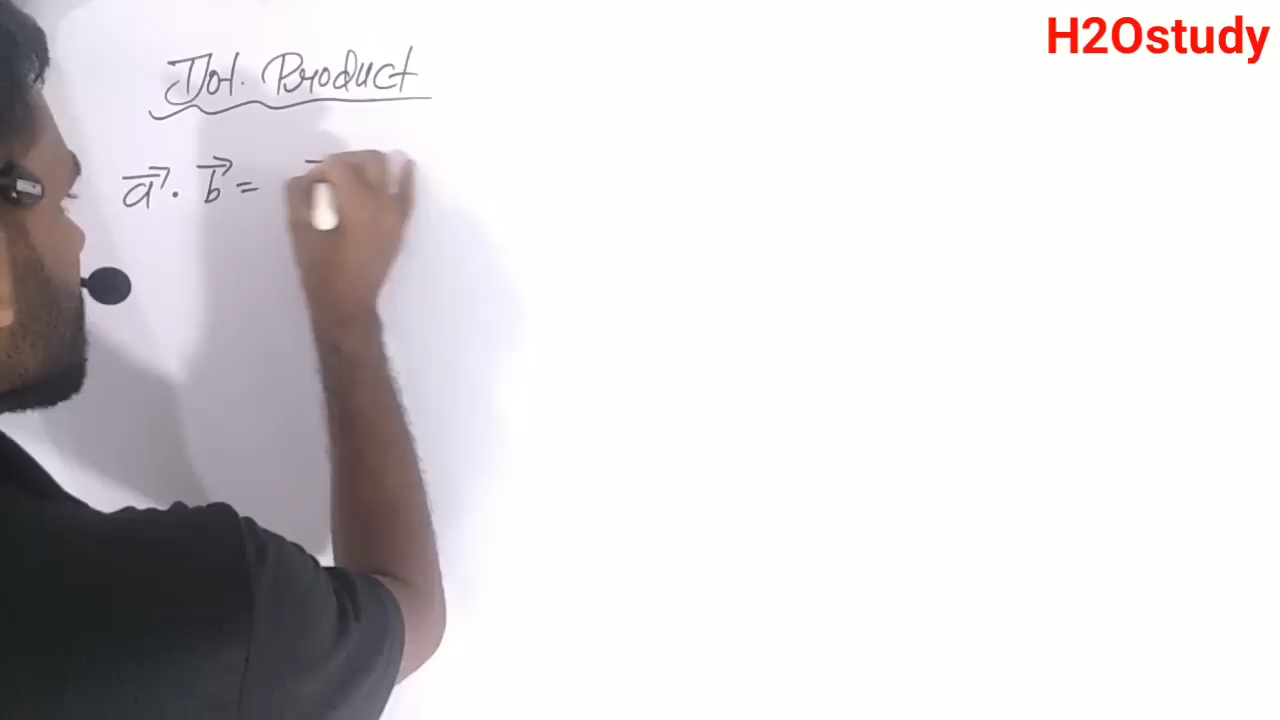 H2Ostudy
Dot. Product
a⃗ . b⃗ =